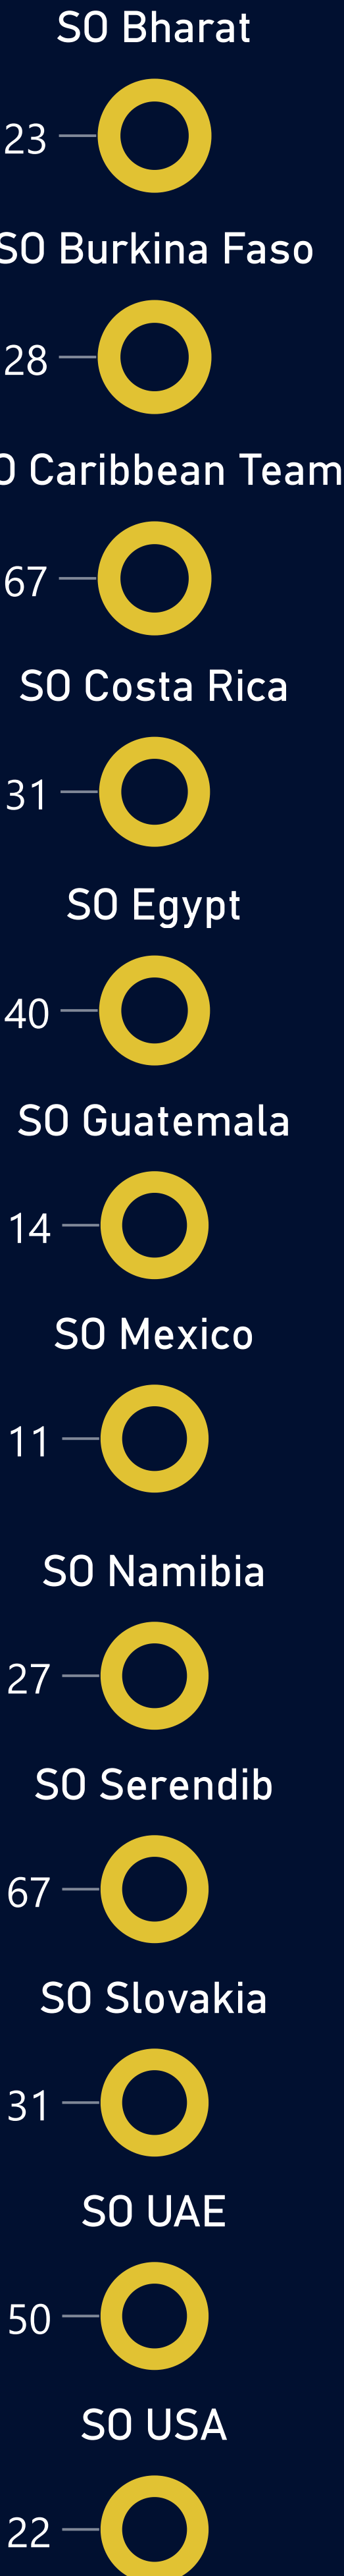 SO Bharat
23
SO Burkina Faso
28
O Caribbean Team
67
SO Costa Rica
31
SO Egypt
40
SO Guatemala
14
SO Mexico
11
SO Namibia
27
SO Serendib
67
SO Slovakia
31
SO UAE
50
SO USA
22